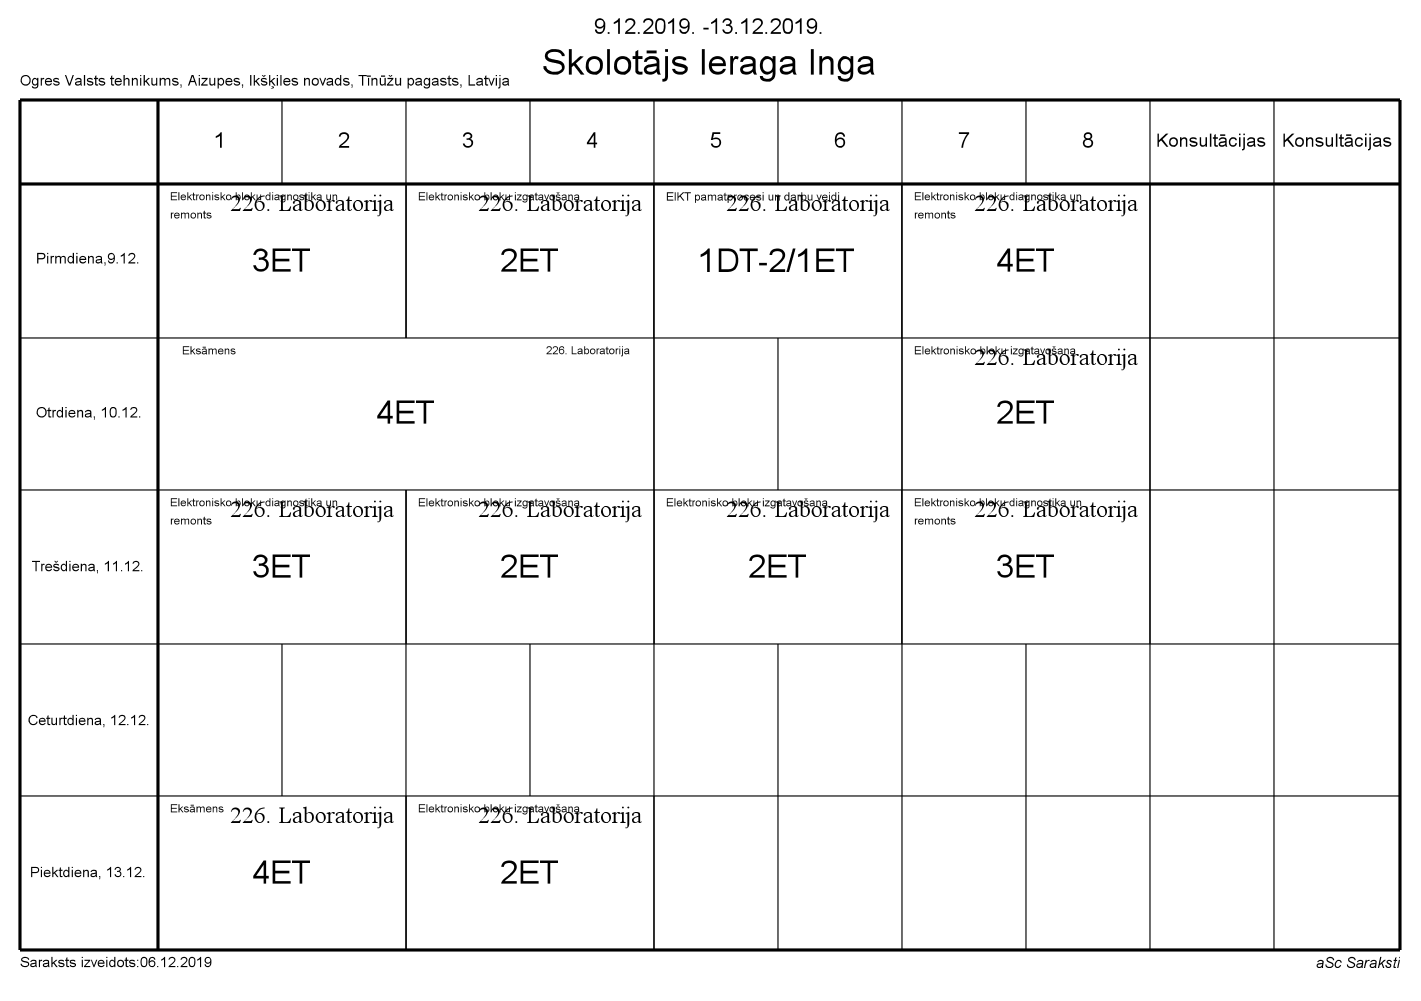 9.12.2019. -13.12.2019.
Skolotājs Ieraga Inga
Ogres Valsts tehnikums, Aizupes, Ikšķiles novads, Tīnūžu pagasts, Latvija
1 2 3 4 5 6 7 8 Konsultācijas Konsultācijas
Pirmdiena,9.12.
Elektronisko bloku diagnostika un
remonts
226. Laboratorija
3ET
Elektronisko bloku izgatavošana
226. Laboratorija
2ET
EIKT pamatprocesi un darbu veidi
226. Laboratorija
1DT-2/1ET
Elektronisko bloku diagnostika un
remonts
226. Laboratorija
4ET
Otrdiena, 10.12.
Eksāmens
226. Laboratorija
4ET
Elektronisko bloku izgatavošana
226. Laboratorija
2ET
Trešdiena, 11.12.
Elektronisko bloku diagnostika un
remonts
226. Laboratorija
3ET
Elektronisko bloku izgatavošana
226. Laboratorija
2ET
Elektronisko bloku izgatavošana
226. Laboratorija
2ET
Elektronisko bloku diagnostika un
remonts
226. Laboratorija
3ET
Ceturtdiena, 12.12.
Piektdiena, 13.12.
Eksāmens
226. Laboratorija
4ET
Elektronisko bloku izgatavošana
226. Laboratorija
2ET
Saraksts izveidots:06.12.2019
aSc Saraksti